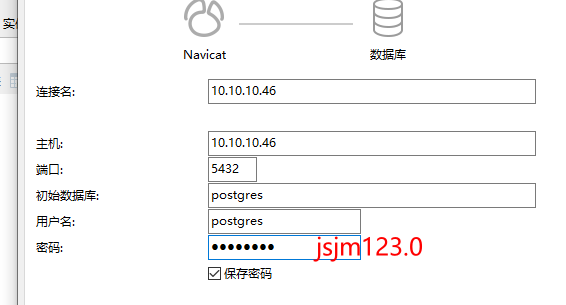 实
Navicat
数据库
连接名:
10.10.10.46
主机:
10.10.10.46
端口:
5432
初始数据库:
postgres
用户名:
postgres
密码:
●●●●●●●●
jsjm123.0
保存密码